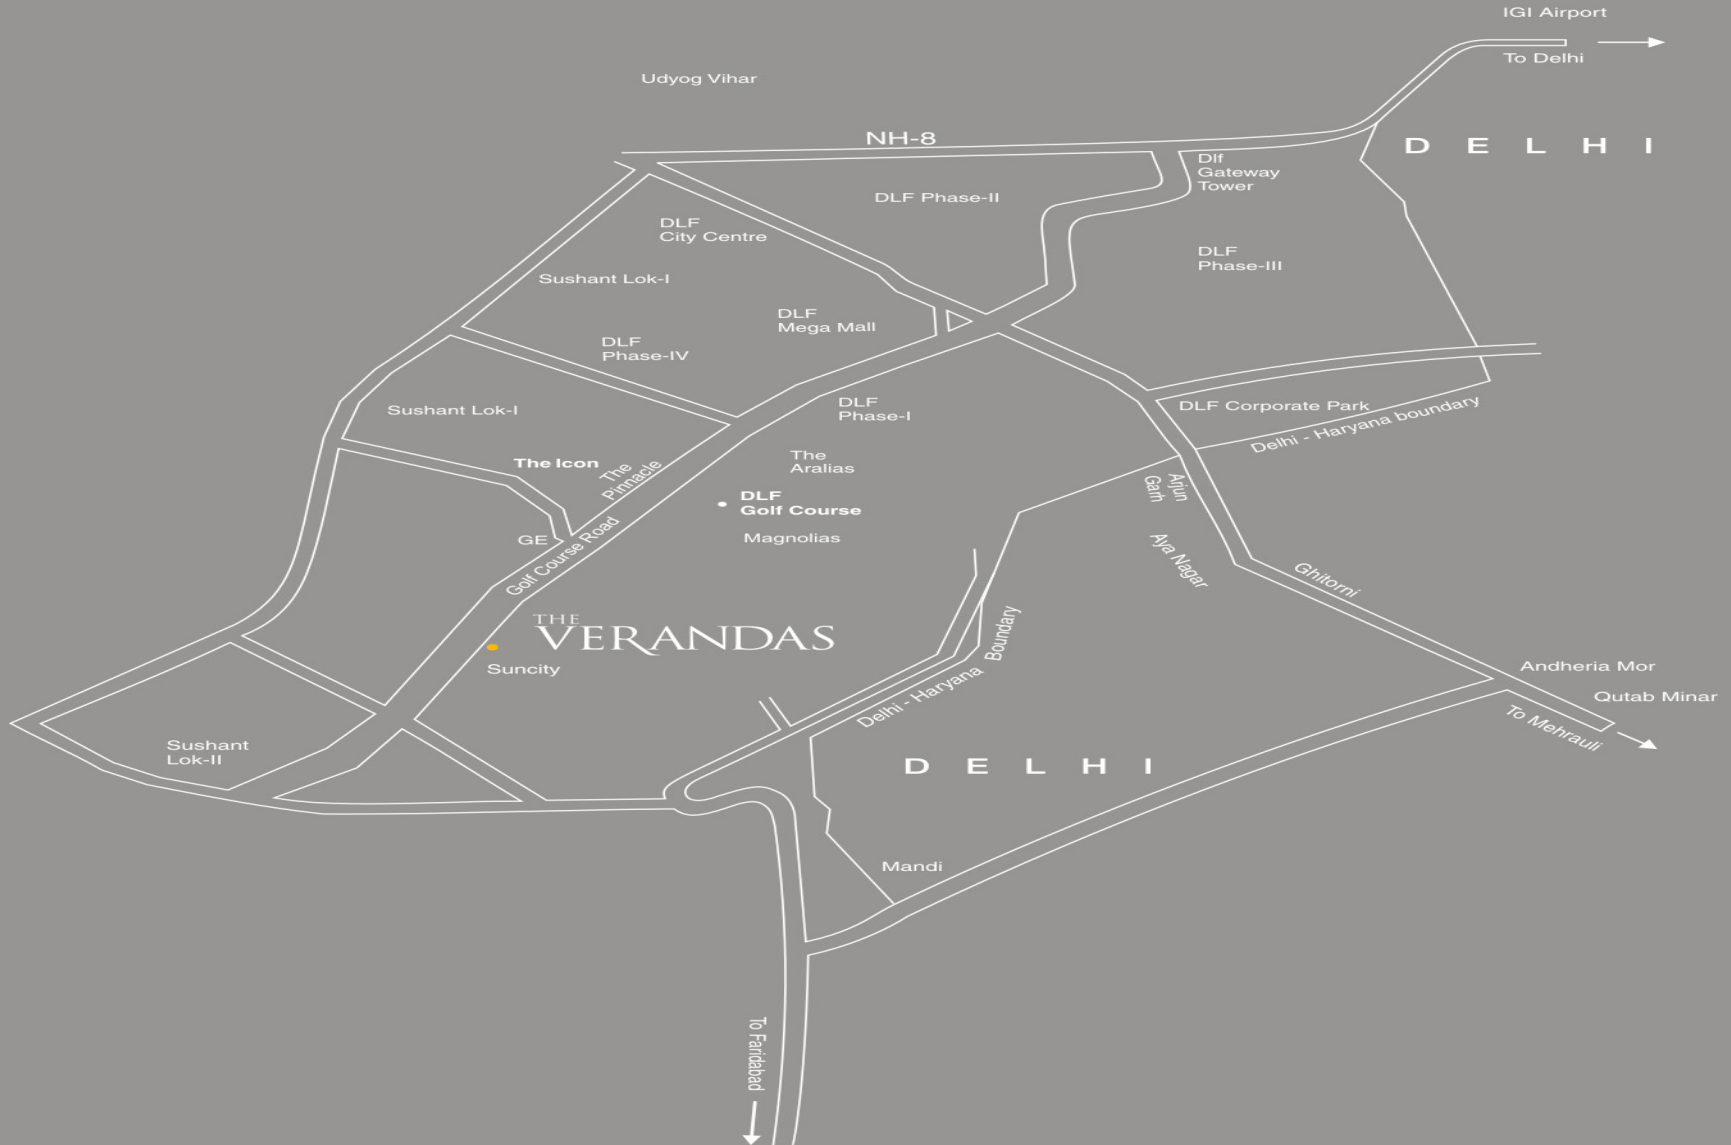 IGI Airport
To Delhi
Udyog Vihar
NH-8
D E L H I
Dlf
Gateway
Tower
DLF Phase-II
DLF
City Centre
DLF
Phase-III
Sushant Lok-I
DLF
Mega Mall
DLF
Phase-IV
Sushant Lok-I
DLF
Phase-I
DLF Corporate Park
Delhi - Haryana boundary
The Icon
The
Pinnacle
The
Aralias
Arjun
Garh
DLF
Golf Course
Magnolias
GE
Golf Course Road
Aya Nagar
Ghitorni
THE
VERANDAS
Suncity
Delhi - Haryana Boundary
Andheria Mor
Qutab Minar
To Mehrauli
Sushant
Lok-II
D E L H I
Mandi
To Faridabad